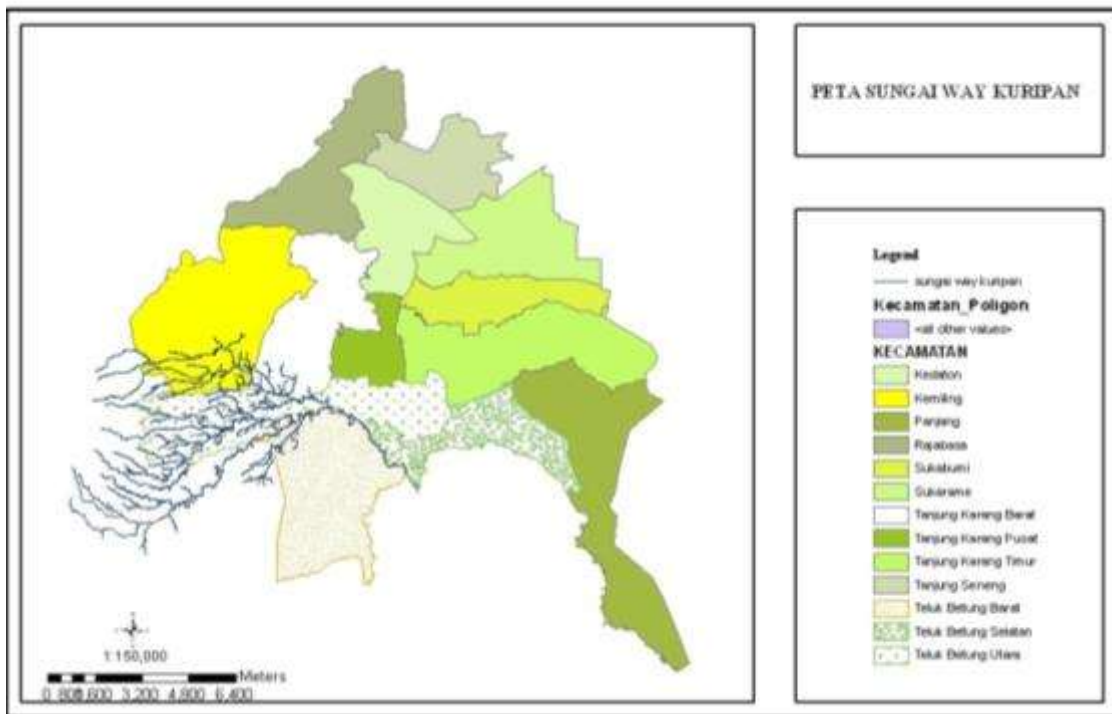 PETA SUNGAI WAY KURIPAN
Legend
sungai way kuripan
Kecamatan_Poligon
<all other values>
KECAMATAN
Kedaton
Kemiling
Panjang
Rajabasa
Sukabumi
Sukarame
Tanjung Karang Barat
Tanjung Karang Pusat
Tanjung Karang Timur
Tanjung Seneng
Teluk Betung Barat
Teluk Betung Selatan
Teluk Betung Utara
1:150,000
Meters
0 800 1,600 3,200 4,800 6,400